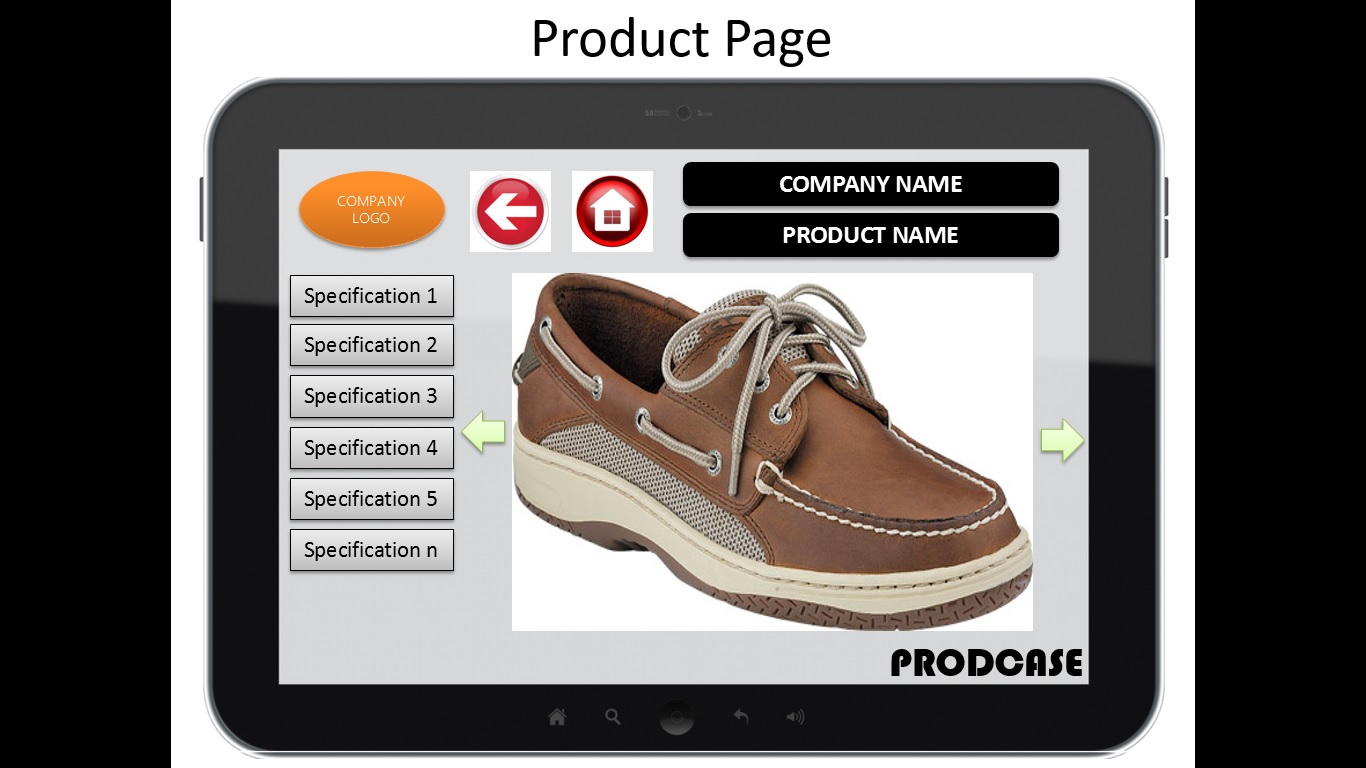 Product Page
COMPANY
LOGO
COMPANY NAME
PRODUCT NAME
Specification 1
Specification 2
Specification 3
Specification 4
Specification 5
Specification n
PRODCASE